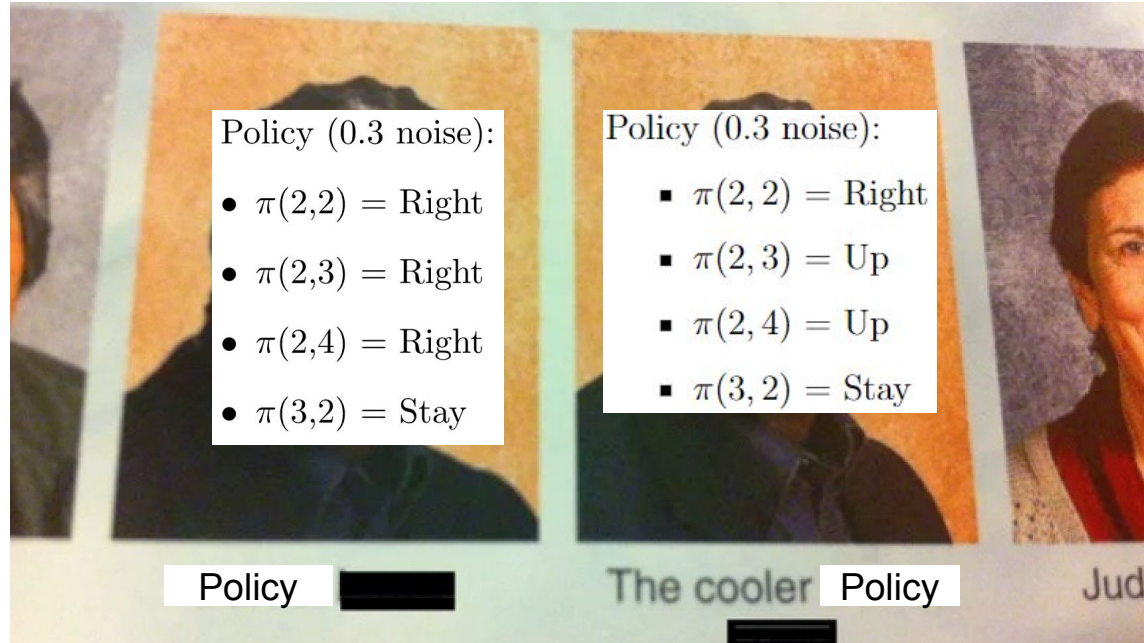 Policy (0.3 noise):
• π(2,2) = Right
• π(2,3) = Right
• π(2,4) = Right
• π(3,2) = Stay
Policy (0.3 noise):
▪ π(2, 2) = Right
▪ π(2, 3) = Up
▪ π(2, 4) = Up
▪ π(3, 2) = Stay
Policy
The cooler Policy
Jud